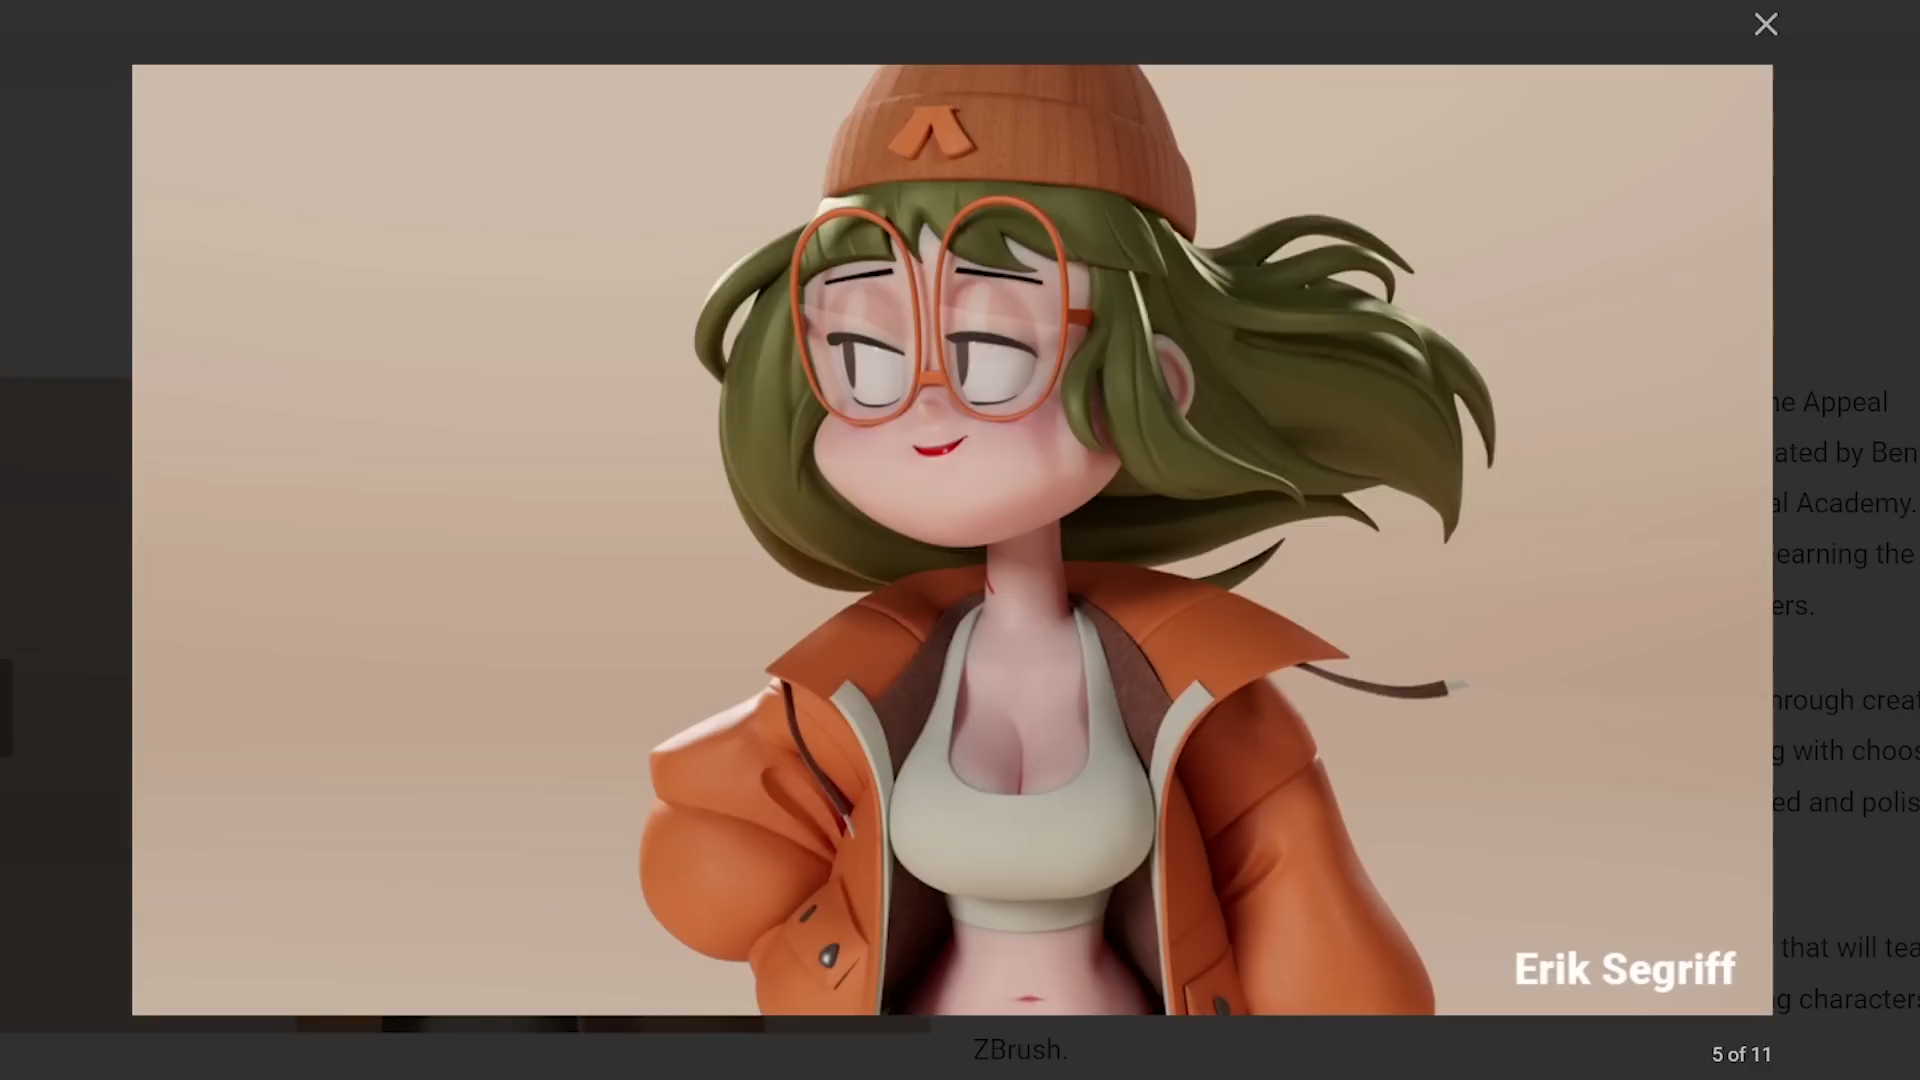 he Appeal
ated by Ben
al Academy.
earning the
ers.
hrough creat
g with choos
ed and polis
Erik Segriff
that will tea
g characters
ZBrush.
5 of 11